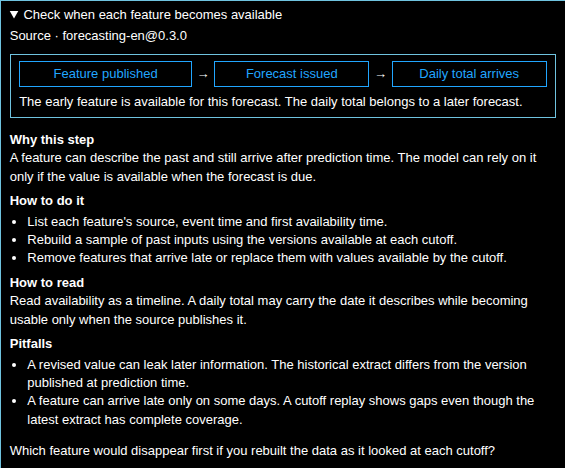 ▼ Check when each feature becomes available
Source · forecasting-en@0.3.0
Feature published → Forecast issued → Daily total arrives
The early feature is available for this forecast. The daily total belongs to a later forecast.
Why this step
A feature can describe the past and still arrive after prediction time. The model can rely on it
only if the value is available when the forecast is due.
How to do it
• List each feature's source, event time and first availability time.
• Rebuild a sample of past inputs using the versions available at each cutoff.
• Remove features that arrive late or replace them with values available by the cutoff.
How to read
Read availability as a timeline. A daily total may carry the date it describes while becoming
usable only when the source publishes it.
Pitfalls
• A revised value can leak later information. The historical extract differs from the version
published at prediction time.
• A feature can arrive late only on some days. A cutoff replay shows gaps even though the
latest extract has complete coverage.
Which feature would disappear first if you rebuilt the data as it looked at each cutoff?